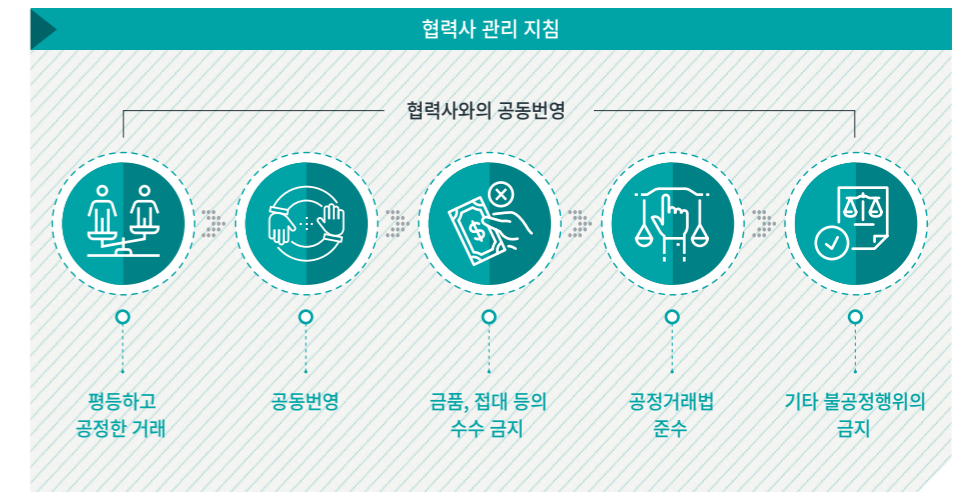 협력사 관리 지침
협력사와의 공동번영
평등하고
공정한 거래
공동번영
금품, 접대 등의
수수 금지
공정거래법
준수
기타 불공정행위의
금지